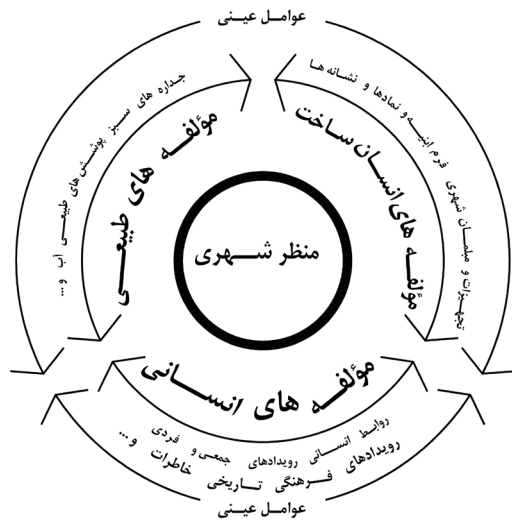 عوامل عینی
جداره های سبز پوشش های طبیعی آب و...
فرم ابنیه و نمادها و نشانه ها
تجهیزات و مبلمان شهری
مؤلفه های طبیعی
مؤلفه های انسان ساخت
منظر شهری
مؤلفه های انسانی
روابط انسانی رویدادهای جمعی و فردی
رویدادهای فرهنگی تاریخی خاطرات و...
عوامل عینی